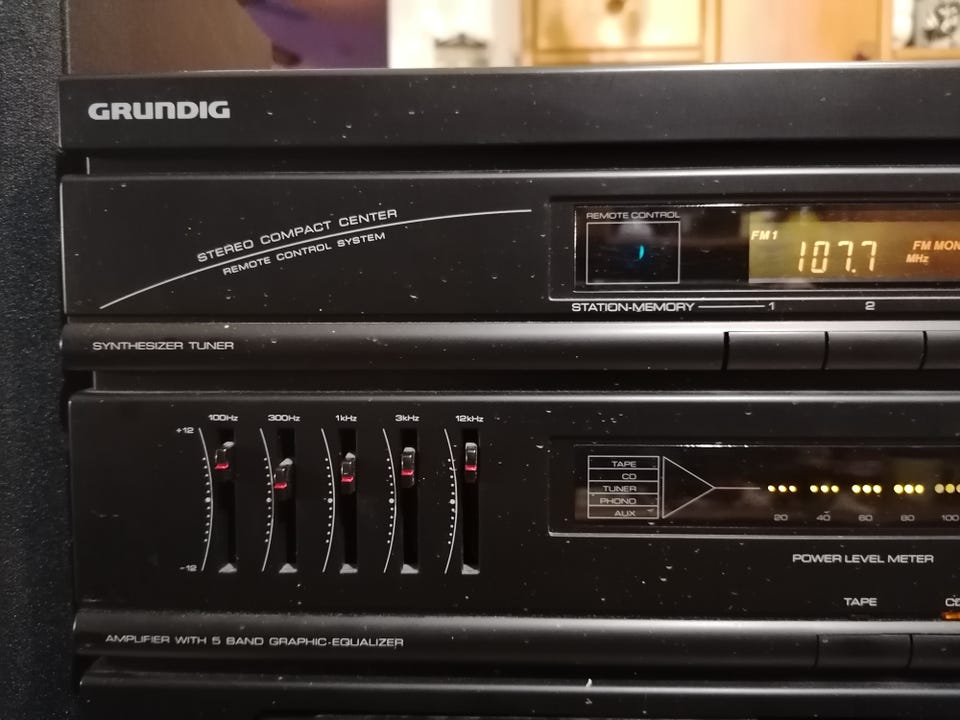 GRUNDIG
STEREO COMPACT CENTER
REMOTE CONTROL SYSTEM
REMOTE CONTROL
FM1
107.7
FM MON
MHz
STATION-MEMORY 1 2
SYNTHESIZER TUNER
100Hz 300Hz 1kHz 3kHz 12kHz
+12
-12
TAPE
CD
TUNER
PHONO
AUX
20 40 60 80 100
POWER LEVEL METER
TAPE CD
AMPLIFIER WITH 5 BAND GRAPHIC-EQUALIZER